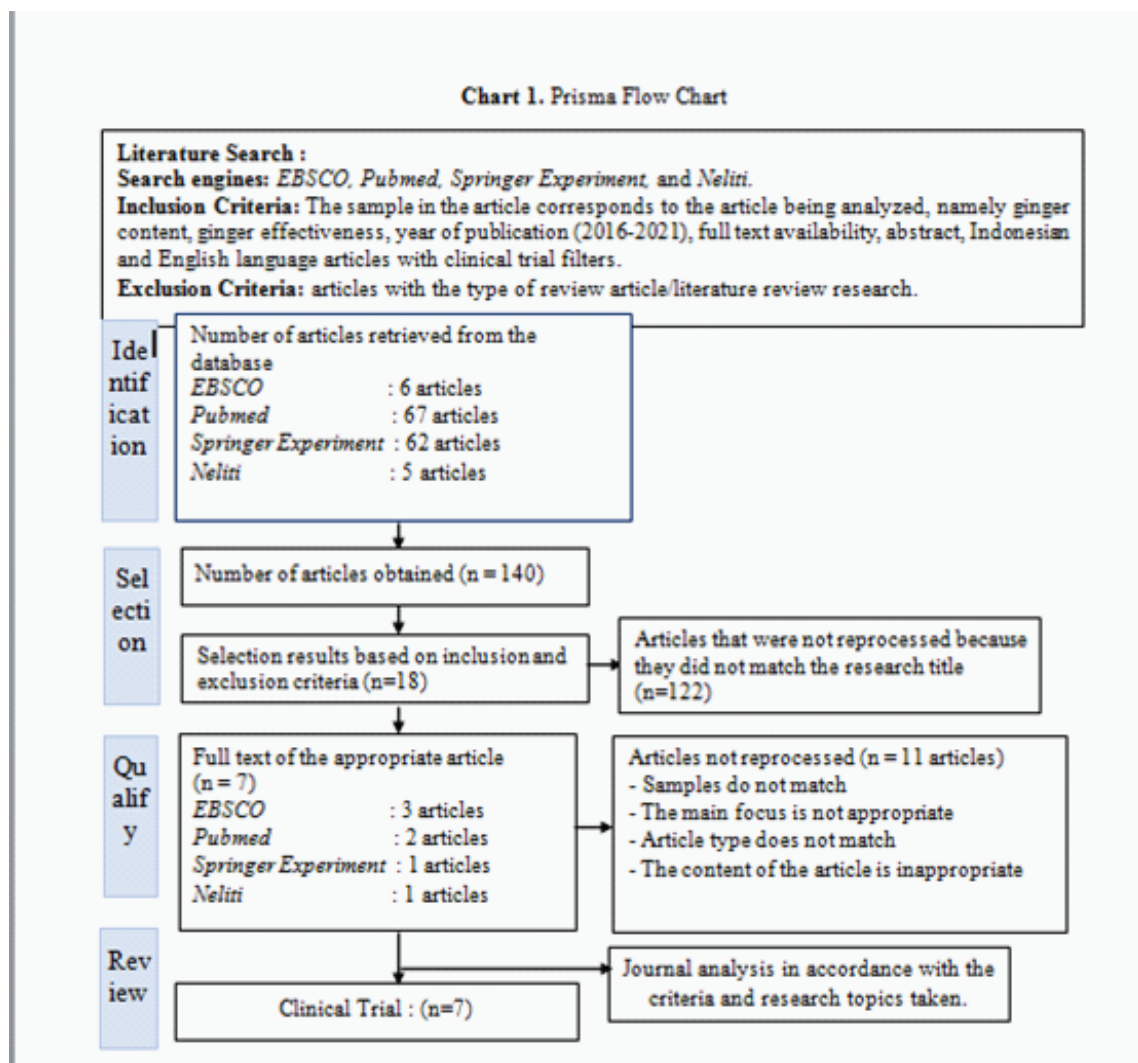 Chart 1. Prisma Flow Chart
Literature Search :
Search engines: EBSCO, Pubmed, Springer Experiment, and Neliti.
Inclusion Criteria: The sample in the article corresponds to the article being analyzed, namely ginger
content, ginger effectiveness, year of publication (2016-2021), full text availability, abstract, Indonesian
and English language articles with clinical trial filters.
Exclusion Criteria: articles with the type of review article/literature review research.
Ide
ntif
icat
ion
Number of articles retrieved from the
database
EBSCO : 6 articles
Pubmed : 67 articles
Springer Experiment : 62 articles
Neliti : 5 articles
Sel
ecti
on
Number of articles obtained (n = 140)
Selection results based on inclusion and
exclusion criteria (n=18)
Articles that were not reprocessed because
they did not match the research title
(n=122)
Qu
alif
y
Full text of the appropriate article
(n = 7)
EBSCO : 3 articles
Pubmed : 2 articles
Springer Experiment : 1 articles
Neliti : 1 articles
Articles not reprocessed (n = 11 articles)
- Samples do not match
- The main focus is not appropriate
- Article type does not match
- The content of the article is inappropriate
Rev
iew
Journal analysis in accordance with the
criteria and research topics taken.
Clinical Trial : (n=7)